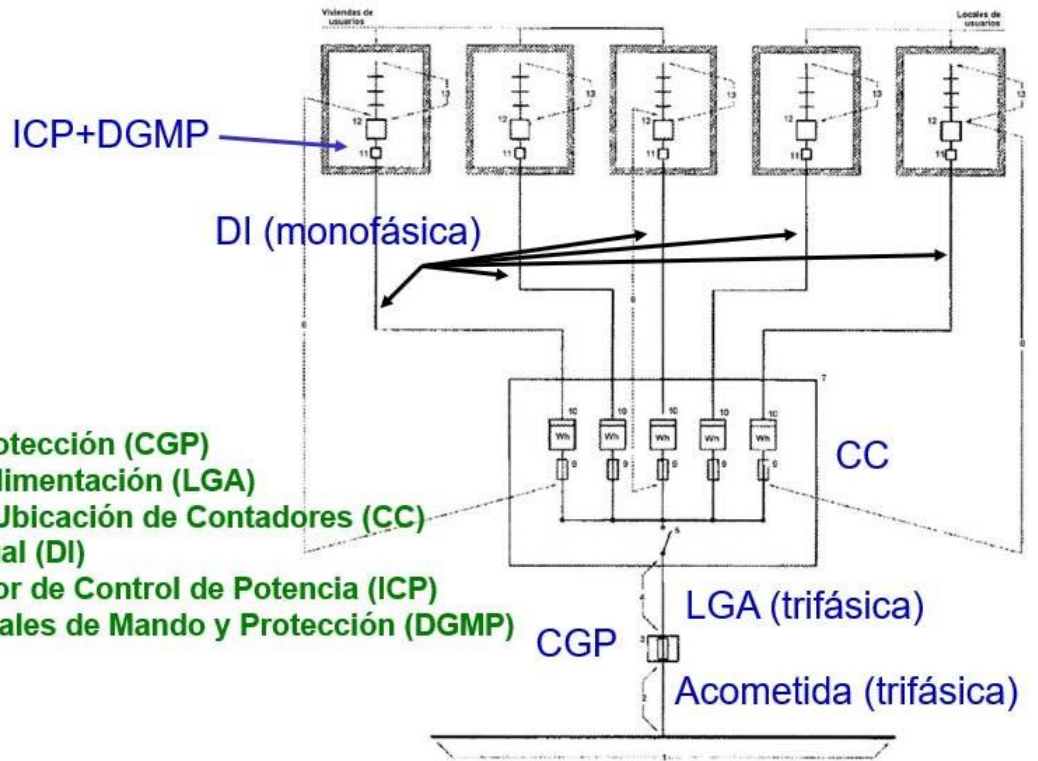 Viviendas de
usuarios
Locales de
usuarios
13 13 13 13 13
12 12 12 12 12
ICP+DGMP
11 11 11 11 11
DI (monofásica)
6 8 8
7
10 10 10 10 10
Wh Wh Wh Wh Wh
CC
9 9 9 9 9
otección (CGP)
limentación (LGA)
Ubicación de Contadores (CC)
al (DI)
or de Control de Potencia (ICP)
ales de Mando y Protección (DGMP)
5
4
LGA (trifásica)
CGP
3
2
Acometida (trifásica)
1